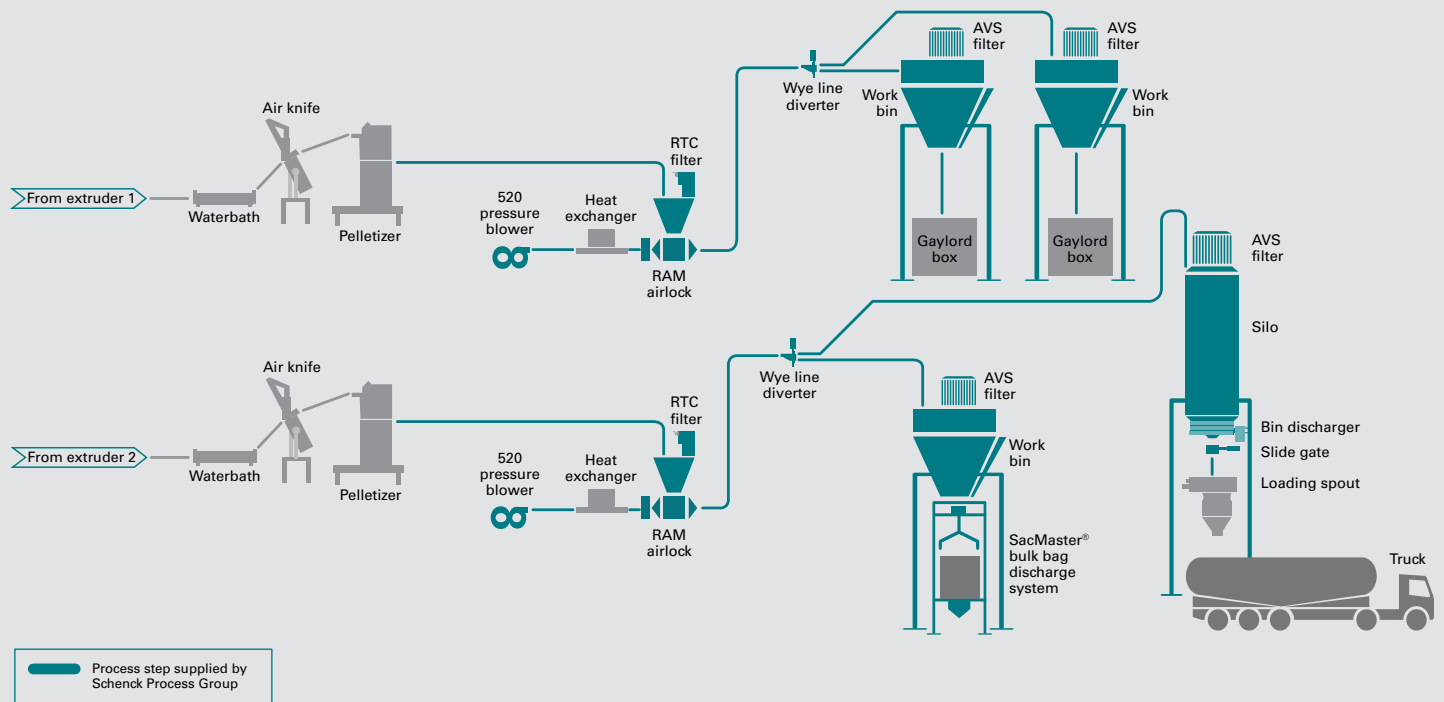 AVS
filter
AVS
filter
Wye line
diverter
Work
bin
Work
bin
Air knife
RTC
filter
From extruder 1
Waterbath
Pelletizer
520
pressure
blower
Heat
exchanger
RAM
airlock
Gaylord
box
Gaylord
box
AVS
filter
Silo
Air knife
Wye line
diverter
AVS
filter
RTC
filter
From extruder 2
Waterbath
Pelletizer
520
pressure
blower
Heat
exchanger
RAM
airlock
Work
bin
Bin discharger
Slide gate
Loading spout
SacMaster®
bulk bag
discharge
system
Truck
Process step supplied by
Schenck Process Group